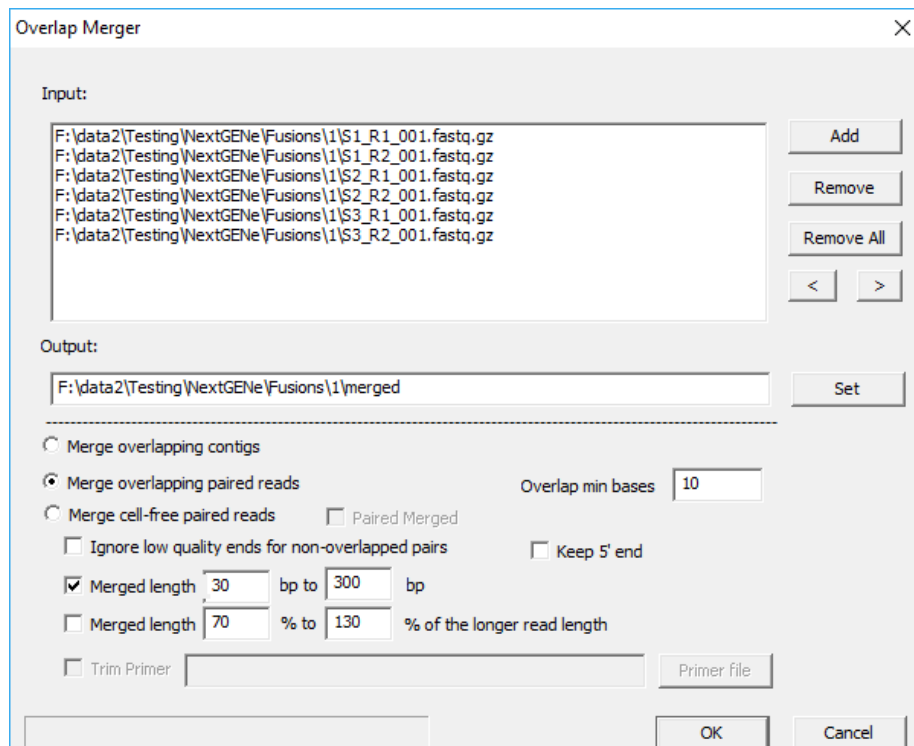 Overlap Merger
Input:
F:\data2\Testing\NextGENe\Fusions\1\S1_R1_001.fastq.gz
F:\data2\Testing\NextGENe\Fusions\1\S1_R2_001.fastq.gz
F:\data2\Testing\NextGENe\Fusions\1\S2_R1_001.fastq.gz
F:\data2\Testing\NextGENe\Fusions\1\S2_R2_001.fastq.gz
F:\data2\Testing\NextGENe\Fusions\1\S3_R1_001.fastq.gz
F:\data2\Testing\NextGENe\Fusions\1\S3_R2_001.fastq.gz
Add
Remove
Remove All
< >
Output:
F:\data2\Testing\NextGENe\Fusions\1\merged Set
Merge overlapping contigs
Merge overlapping paired reads Overlap min bases 10
Merge cell-free paired reads Paired Merged
Ignore low quality ends for non-overlapped pairs Keep 5' end
Merged length 30 bp to 300 bp
Merged length 70 % to 130 % of the longer read length
Trim Primer Primer file
OK Cancel